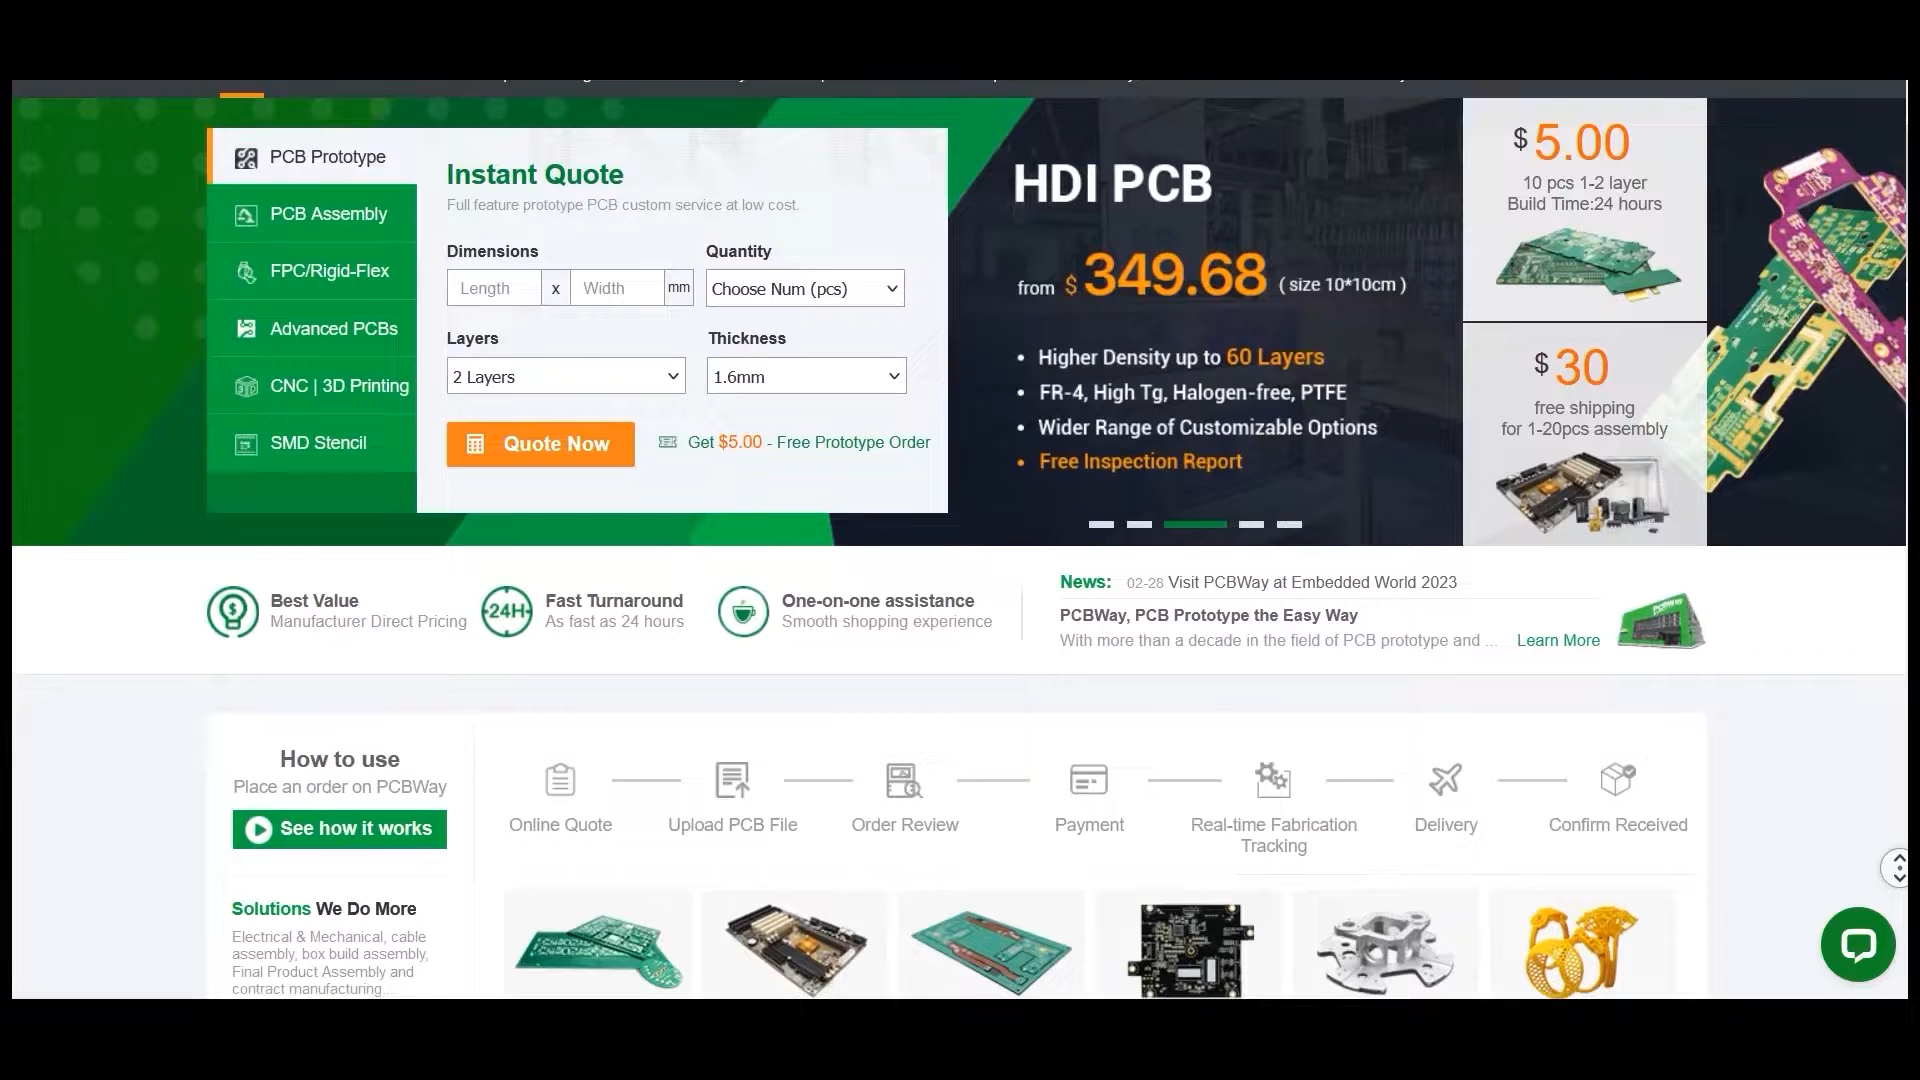 PCB Prototype
PCB Assembly
FPC/Rigid-Flex
Advanced PCBs
CNC | 3D Printing
SMD Stencil
Instant Quote
Full feature prototype PCB custom service at low cost.
Dimensions
Quantity
Length x Width mm
Choose Num (pcs)
Layers
Thickness
2 Layers
1.6mm
Quote Now
Get $5.00 - Free Prototype Order
HDI PCB
from $ 349.68 ( size 10*10cm )
• Higher Density up to 60 Layers
• FR-4, High Tg, Halogen-free, PTFE
• Wider Range of Customizable Options
• Free Inspection Report
$ 5.00
10 pcs 1-2 layer
Build Time:24 hours
$ 30
free shipping
for 1-20pcs assembly
Best Value
Manufacturer Direct Pricing
24H
Fast Turnaround
As fast as 24 hours
One-on-one assistance
Smooth shopping experience
News: 02-28 Visit PCBWay at Embedded World 2023
PCBWay, PCB Prototype the Easy Way
With more than a decade in the field of PCB prototype and ... Learn More
PCBWay
How to use
Place an order on PCBWay
See how it works
Online Quote
Upload PCB File
Order Review
Payment
Real-time Fabrication
Tracking
Delivery
Confirm Received
Solutions We Do More
Electrical & Mechanical, cable
assembly, box build assembly,
Final Product Assembly and
contract manufacturing...